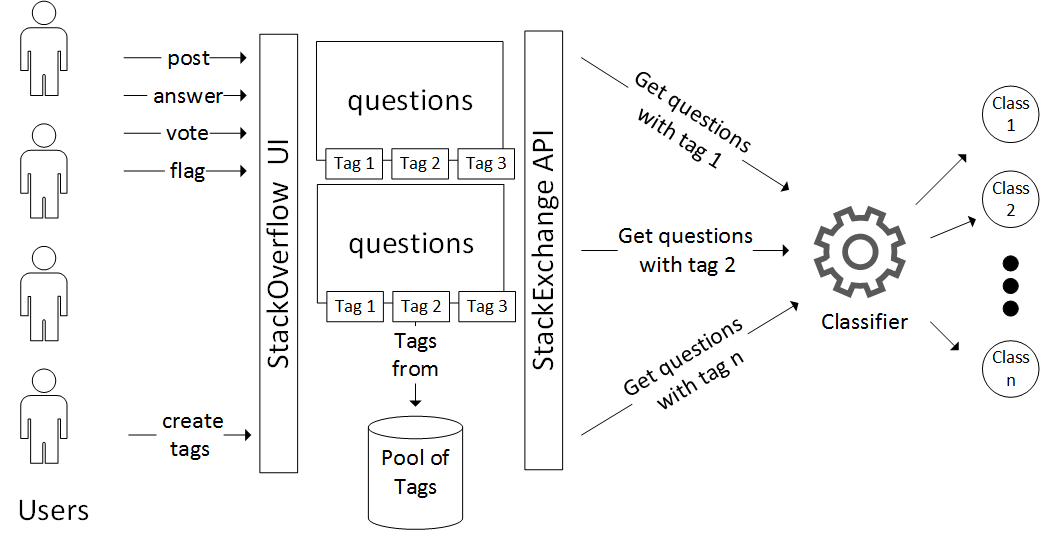 post
answer
vote
flag
create
tags
Users
StackOverflow UI
questions
Tag 1
Tag 2
Tag 3
questions
Tag 1
Tag 2
Tag 3
Tags
from
Pool of
Tags
StackExchange API
Get questions
with tag 1
Get questions
with tag 2
Get questions
with tag n
Classifier
Class
1
Class
2
Class
n